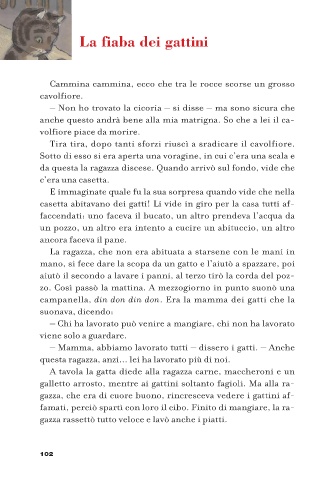 La fiaba dei gattini
Cammina cammina, ecco che tra le rocce scorse un grosso
cavolfiore.
– Non ho trovato la cicoria – si disse – ma sono sicura che
anche questo andrà bene alla mia matrigna. So che a lei il ca-
volfiore piace da morire.
Tira tira, dopo tanti sforzi riuscì a sradicare il cavolfiore.
Sotto di esso si era aperta una voragine, in cui c'era una scala e
da questa la ragazza discese. Quando arrivò sul fondo, vide che
c'era una casetta.
E immaginate quale fu la sua sorpresa quando vide che nella
casetta abitavano dei gatti! Li vide in giro per la casa tutti af-
faccendati: uno faceva il bucato, un altro prendeva l'acqua da
un pozzo, un altro era intento a cucire un abituccio, un altro
ancora faceva il pane.
La ragazza, che non era abituata a starsene con le mani in
mano, si fece dare la scopa da un gatto e l'aiutò a spazzare, poi
aiutò il secondo a lavare i panni, al terzo tirò la corda del poz-
zo. Così passò la mattina. A mezzogiorno in punto suonò una
campanella, din don din don. Era la mamma dei gatti che la
suonava, dicendo:
– Chi ha lavorato può venire a mangiare, chi non ha lavorato
viene solo a guardare.
– Mamma, abbiamo lavorato tutti – dissero i gatti. – Anche
questa ragazza, anzi... lei ha lavorato più di noi.
A tavola la gatta diede alla ragazza carne, maccheroni e un
galletto arrosto, mentre ai gattini soltanto fagioli. Ma alla ra-
gazza, che era di cuore buono, rincresceva vedere i gattini af-
famati, perciò spartì con loro il cibo. Finito di mangiare, la ra-
gazza rassettò tutto veloce e lavò anche i piatti.
102